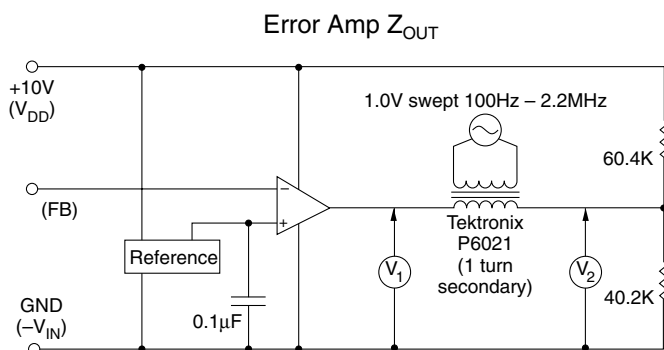 Error Amp ZOUT
+10V
(VDD)
1.0V swept 100Hz – 2.2MHz
60.4K
(FB)
–
+
Tektronix
P6021
(1 turn
secondary)
Reference
V1
V2
GND
(–VIN)
0.1µF
40.2K